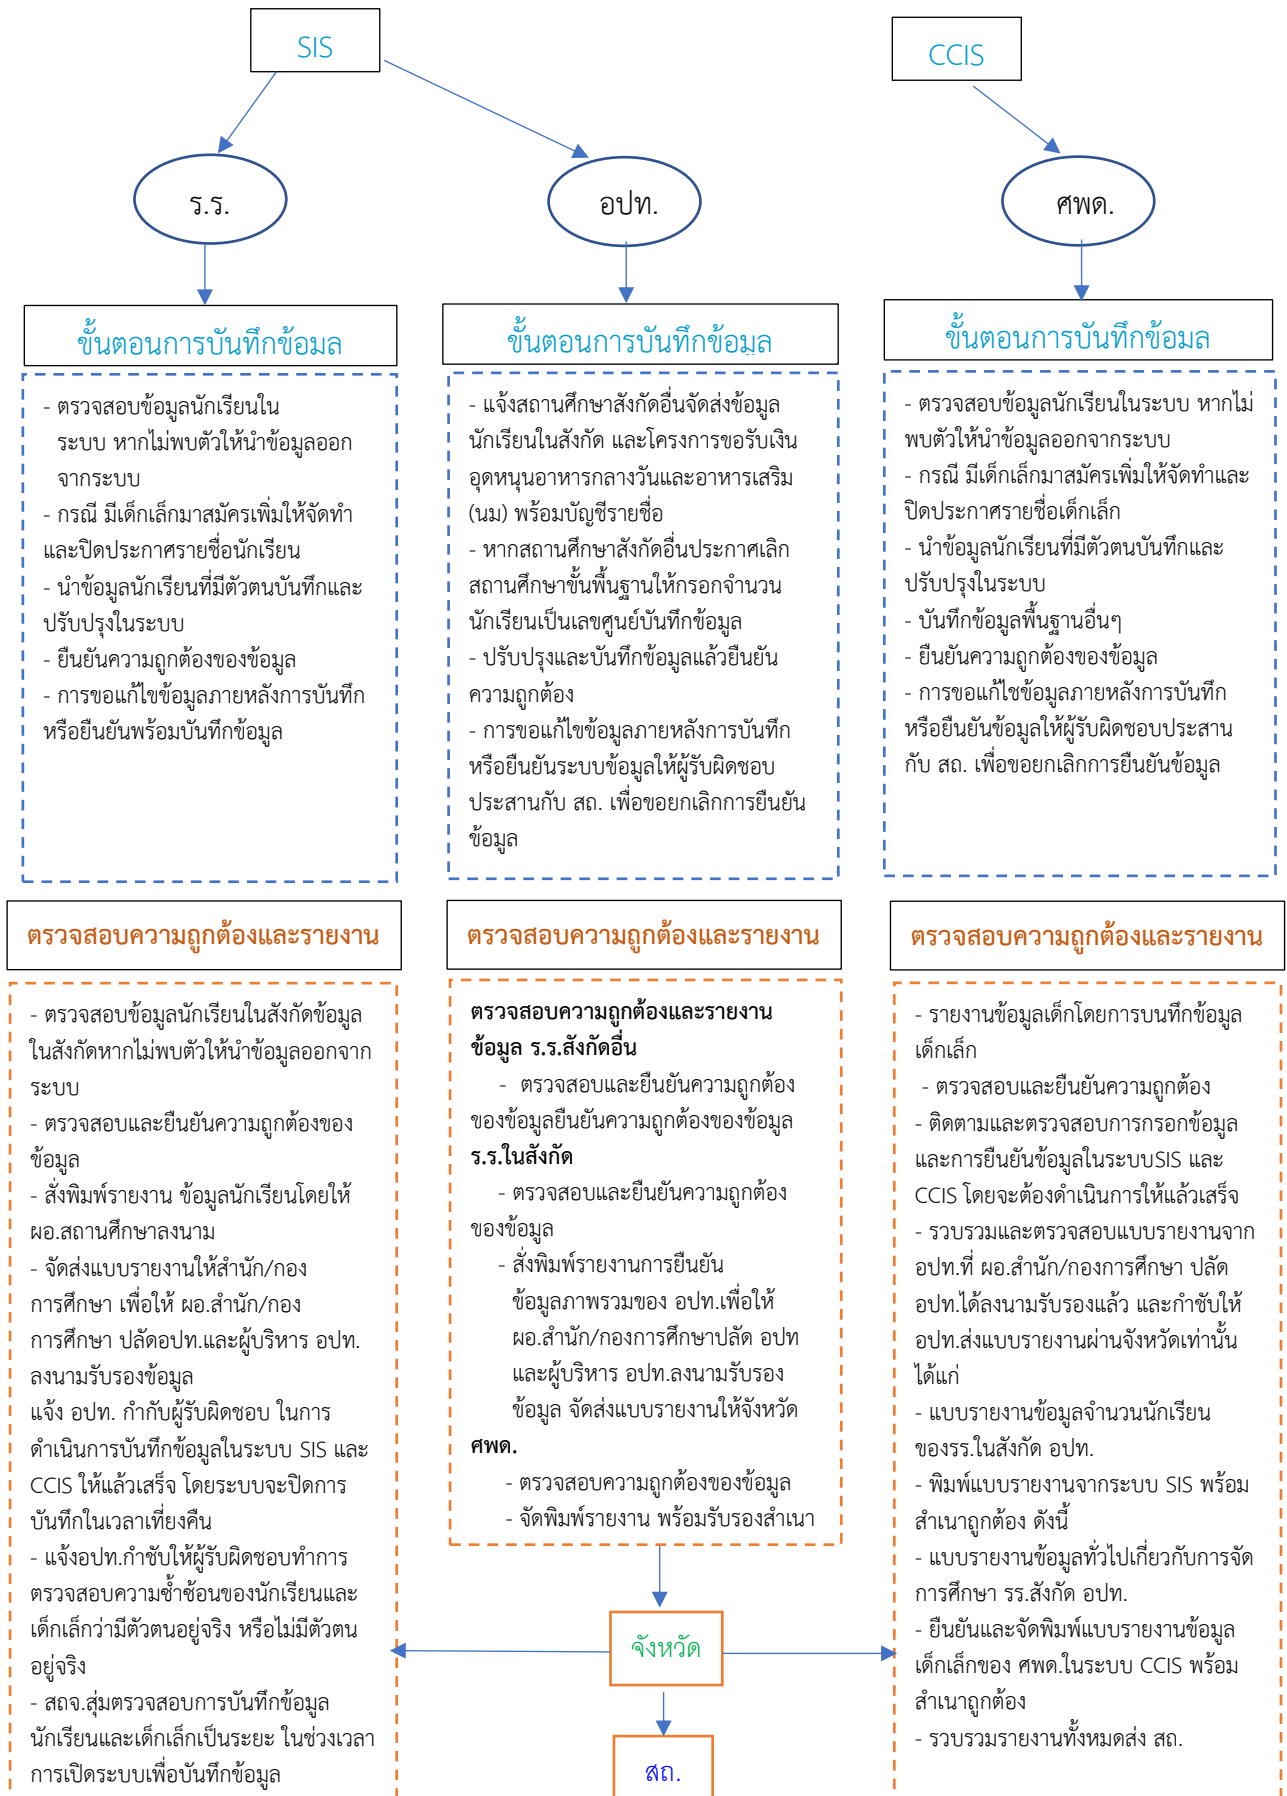 SIS
CCIS
ร.ร.
อปท.
ศพด.
ขั้นตอนการบันทึกข้อมูล
- ตรวจสอบข้อมูลนักเรียนใน
ระบบ หากไม่พบตัวให้นำข้อมูลออก
จากระบบ
- กรณี มีเด็กเล็กมาสมัครเพิ่มให้จัดทำ
และปิดประกาศรายชื่อนักเรียน
- นำข้อมูลนักเรียนที่มีตัวตนบันทึกและ
ปรับปรุงในระบบ
- ยืนยันความถูกต้องของข้อมูล
- การขอแก้ไขข้อมูลภายหลังการบันทึก
หรือยืนยันพร้อมบันทึกข้อมูล
ขั้นตอนการบันทึกข้อมูล
- แจ้งสถานศึกษาสังกัดอื่นจัดส่งข้อมูล
นักเรียนในสังกัด และโครงการขอรับเงิน
อุดหนุนอาหารกลางวันและอาหารเสริม
(นม) พร้อมบัญชีรายชื่อ
- หากสถานศึกษาสังกัดอื่นประกาศเลิก
สถานศึกษาขั้นพื้นฐานให้กรอกจำนวน
นักเรียนเป็นเลขศูนย์บันทึกข้อมูล
- ปรับปรุงและบันทึกข้อมูลแล้วยืนยัน
ความถูกต้อง
- การขอแก้ไขข้อมูลภายหลังการบันทึก
หรือยืนยันระบบข้อมูลให้ผู้รับผิดชอบ
ประสานกับ สถ. เพื่อขอยกเลิกการยืนยัน
ข้อมูล
ขั้นตอนการบันทึกข้อมูล
- ตรวจสอบข้อมูลนักเรียนในระบบ หากไม่
พบตัวให้นำข้อมูลออกจากระบบ
- กรณี มีเด็กเล็กมาสมัครเพิ่มให้จัดทำและ
ปิดประกาศรายชื่อเด็กเล็ก
- นำข้อมูลนักเรียนที่มีตัวตนบันทึกและ
ปรับปรุงในระบบ
- บันทึกข้อมูลพื้นฐานอื่นๆ
- ยืนยันความถูกต้องของข้อมูล
- การขอแก้ไชข้อมูลภายหลังการบันทึก
หรือยืนยันข้อมูลให้ผู้รับผิดชอบประสาน
กับ สถ. เพื่อขอยกเลิกการยืนยันข้อมูล
ตรวจสอบความถูกต้องและรายงาน
- ตรวจสอบข้อมูลนักเรียนในสังกัดข้อมูล
ในสังกัดหากไม่พบตัวให้นำข้อมูลออกจาก
ระบบ
- ตรวจสอบและยืนยันความถูกต้องของ
ข้อมูล
- สั่งพิมพ์รายงาน ข้อมูลนักเรียนโดยให้
ผอ.สถานศึกษาลงนาม
- จัดส่งแบบรายงานให้สำนัก/กอง
การศึกษา เพื่อให้ ผอ.สำนัก/กอง
การศึกษา ปลัดอปท.และผู้บริหาร อปท.
ลงนามรับรองข้อมูล
แจ้ง อปท. กำกับผู้รับผิดชอบ ในการ
ดำเนินการบันทึกข้อมูลในระบบ SIS และ
CCIS ให้แล้วเสร็จ โดยระบบจะปิดการ
บันทึกในเวลาเที่ยงคืน
- แจ้งอปท.กำชับให้ผู้รับผิดชอบทำการ
ตรวจสอบความซ้ำซ้อนของนักเรียนและ
เด็กเล็กว่ามีตัวตนอยู่จริง หรือไม่มีตัวตน
อยู่จริง
- สถจ.สุ่มตรวจสอบการบันทึกข้อมูล
นักเรียนและเด็กเล็กเป็นระยะ ในช่วงเวลา
การเปิดระบบเพื่อบันทึกข้อมูล
ตรวจสอบความถูกต้องและรายงาน
ตรวจสอบความถูกต้องและรายงาน
ข้อมูล ร.ร.สังกัดอื่น
- ตรวจสอบและยืนยันความถูกต้อง
ของข้อมูลยืนยันความถูกต้องของข้อมูล
ร.ร.ในสังกัด
- ตรวจสอบและยืนยันความถูกต้อง
ของข้อมูล
- สั่งพิมพ์รายงานการยืนยัน
ข้อมูลภาพรวมของ อปท.เพื่อให้
ผอ.สำนัก/กองการศึกษาปลัด อปท
และผู้บริหาร อปท.ลงนามรับรอง
ข้อมูล จัดส่งแบบรายงานให้จังหวัด
ศพด.
- ตรวจสอบความถูกต้องของข้อมูล
- จัดพิมพ์รายงาน พร้อมรับรองสำเนา
จังหวัด
สถ.
ตรวจสอบความถูกต้องและรายงาน
- รายงานข้อมูลเด็กโดยการบนทึกข้อมูล
เด็กเล็ก
- ตรวจสอบและยืนยันความถูกต้อง
- ติดตามและตรวจสอบการกรอกข้อมูล
และการยืนยันข้อมูลในระบบSIS และ
CCIS โดยจะต้องดำเนินการให้แล้วเสร็จ
- รวบรวมและตรวจสอบแบบรายงานจาก
อปท.ที่ ผอ.สำนัก/กองการศึกษา ปลัด
อปท.ได้ลงนามรับรองแล้ว และกำชับให้
อปท.ส่งแบบรายงานผ่านจังหวัดเท่านั้น
ได้แก่
- แบบรายงานข้อมูลจำนวนนักเรียน
ของรร.ในสังกัด อปท.
- พิมพ์แบบรายงานจากระบบ SIS พร้อม
สำเนาถูกต้อง ดังนี้
- แบบรายงานข้อมูลทั่วไปเกี่ยวกับการจัด
การศึกษา รร.สังกัด อปท.
- ยืนยันและจัดพิมพ์แบบรายงานข้อมูล
เด็กเล็กของ ศพด.ในระบบ CCIS พร้อม
สำเนาถูกต้อง
- รวบรวมรายงานทั้งหมดส่ง สถ.